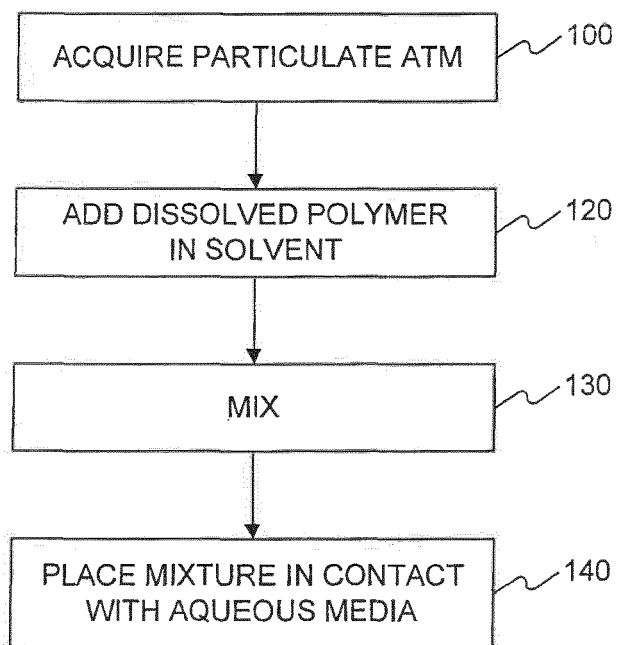 ACQUIRE PARTICULATE ATM
100
ADD DISSOLVED POLYMER
IN SOLVENT
120
MIX
130
PLACE MIXTURE IN CONTACT
WITH AQUEOUS MEDIA
140